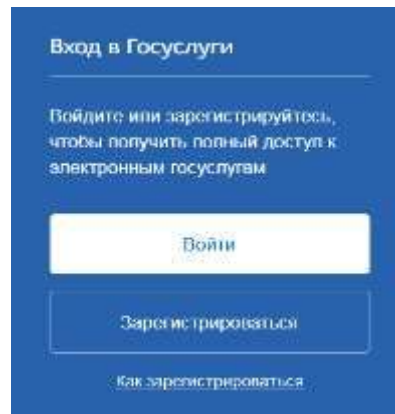 Вход в Госуслуги
Войдите или зарегистрируйтесь,
чтобы получить полный доступ к
электронным госуслугам
Войти
Зарегистрироваться
Как зарегистрироваться